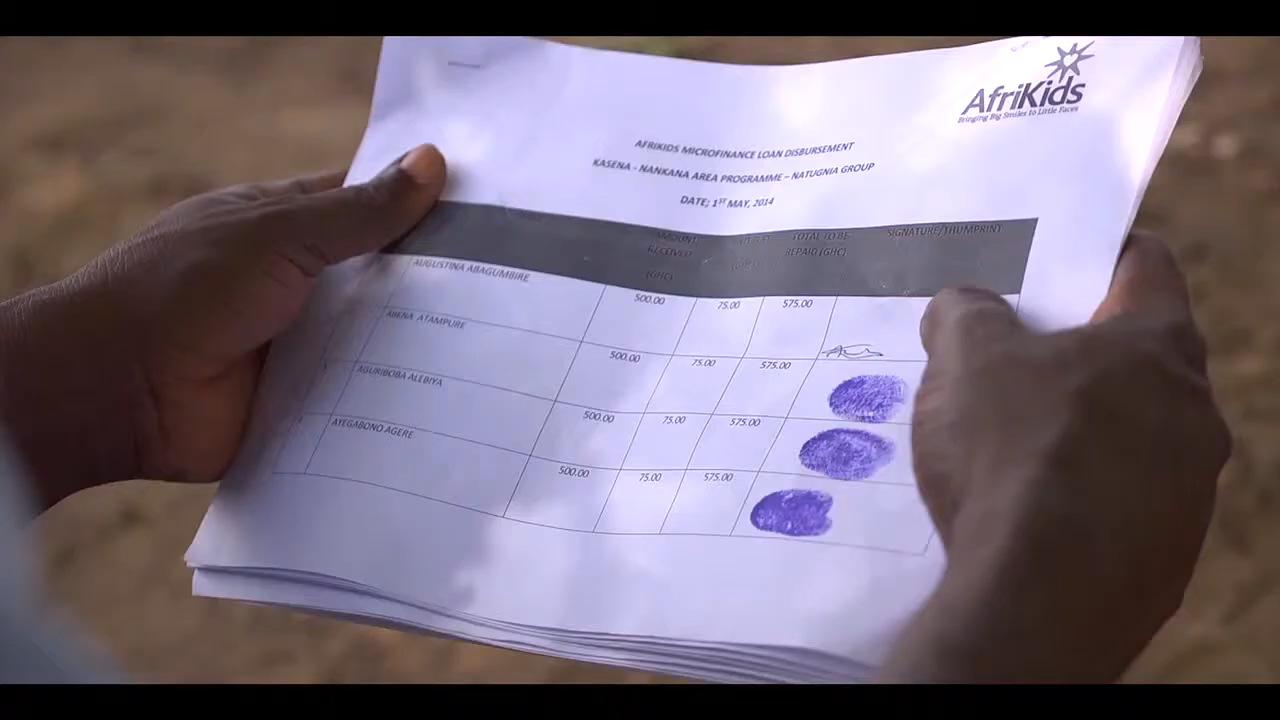 AfriKids
Bringing Big Smiles to Little Faces
AFRIKIDS MICROFINANCE LOAN DISBURSEMENT
KASENA - NANKANA AREA PROGRAMME – NATUGNIA GROUP
DATE; 1ST MAY, 2014
AMOUNT RECEIVED (GHC) TOTAL TO BE REPAID (GHC) SIGNATURE/THUMPRINT
AUGUSTINA ABAGUMBIRE 500.00 75.00 575.00
ABENA ATAMPURE 500.00 75.00 575.00
AGURIBOBA ALEBIYA 500.00 75.00 575.00
AYEGABONO AGERE 500.00 75.00 575.00